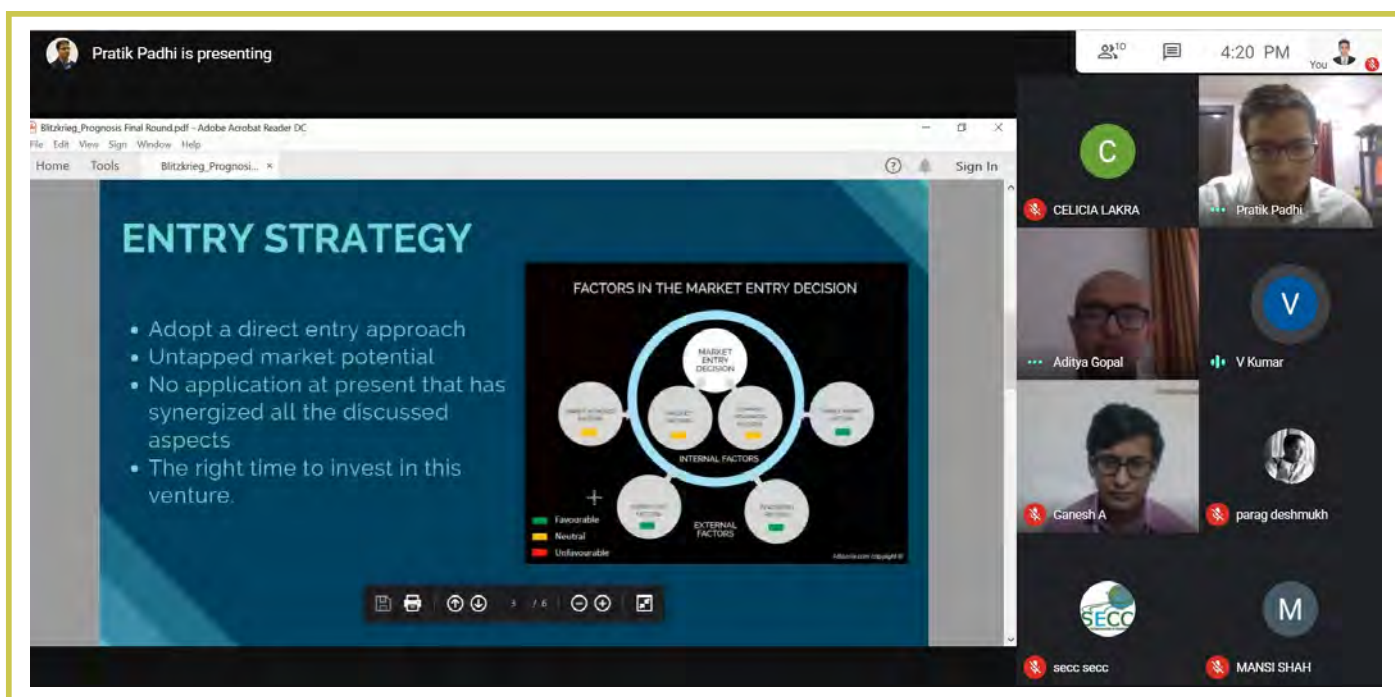 Pratik Padhi is presenting
10
4:20 PM
You
Blitzkrieg_Prognosis Final Round.pdf - Adobe Acrobat Reader DC
File Edit View Sign Window Help
Home Tools Blitzkrieg_Prognosi... ×
Sign In
ENTRY STRATEGY
• Adopt a direct entry approach
• Untapped market potential
• No application at present that has
synergized all the discussed
aspects
• The right time to invest in this
venture.
FACTORS IN THE MARKET ENTRY DECISION
MARKET
ENTRY
DECISION
INTERNAL FACTORS
EXTERNAL
FACTORS
Favourable
Neutral
Unfavourable
3 / 6
C
CELICIA LAKRA
Pratik Padhi
Aditya Gopal
V
V Kumar
Ganesh A
parag deshmukh
SECC
secc secc
M
MANSI SHAH